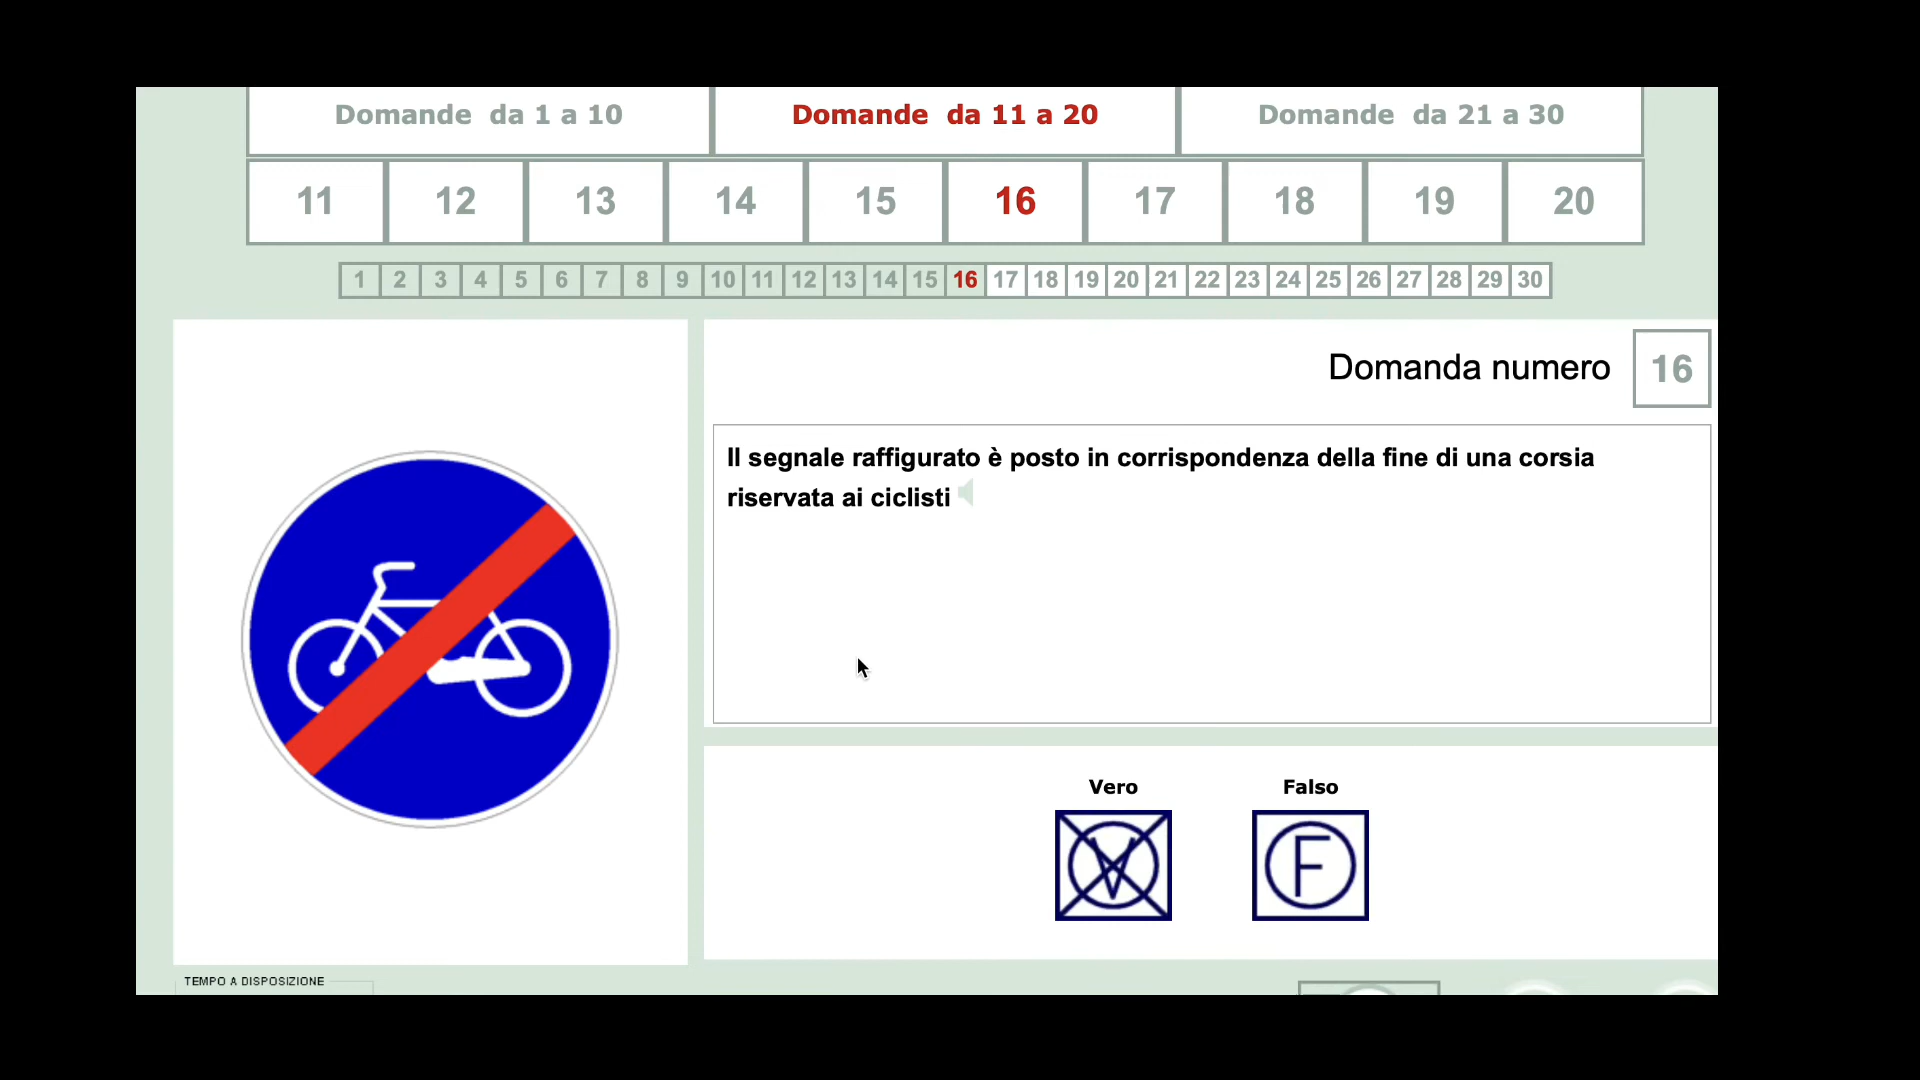 Domande da 1 a 10 Domande da 11 a 20 Domande da 21 a 30
11 12 13 14 15 16 17 18 19 20
1 2 3 4 5 6 7 8 9 10 11 12 13 14 15 16 17 18 19 20 21 22 23 24 25 26 27 28 29 30
Domanda numero 16
Il segnale raffigurato è posto in corrispondenza della fine di una corsia
riservata ai ciclisti
Vero Falso
V F
TEMPO A DISPOSIZIONE